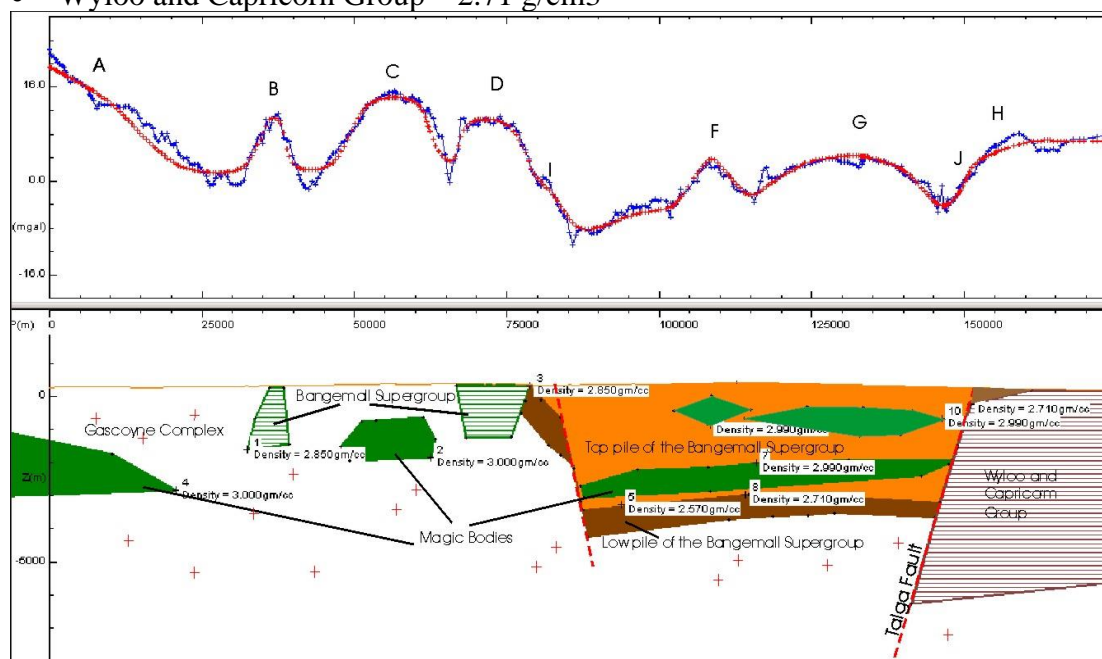 Wyloo and Capricorn Group – 2.71 g/cm3
A
B
C
D
F
G
H
I
J
16.0
0.0
(mgal)
-16.0
P(m) 0 25000 50000 75000 100000 125000 150000
0
Z(m)
-5000
Gascoyne Complex
Bangemall Supergroup
1
Density = 2.850gm/cc
2
Density = 3.000gm/cc
3
Density = 2.850gm/cc
4
Density = 3.000gm/cc
Magic Bodies
Density = 2.990gm/cc
10
Density = 2.710gm/cc
Density = 2.990gm/cc
Top pile of the Bangemall Supergroup
7
Density = 2.990gm/cc
8
Density = 2.710gm/cc
5
Density = 2.570gm/cc
Low pile of the Bangemall Supergroup
Wyloo and
Capricorn
Group
Talga Fault